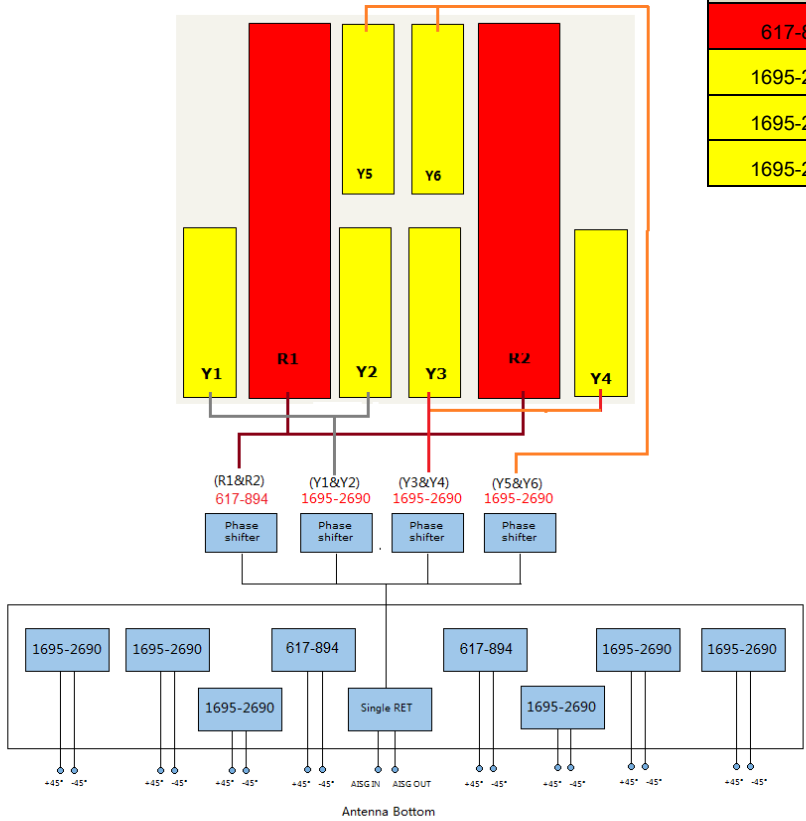 617-8
1695-2
1695-2
1695-2
Y5 Y6
Y1 R1 Y2 Y3 R2 Y4
(R1&R2) (Y1&Y2) (Y3&Y4) (Y5&Y6)
617-894 1695-2690 1695-2690 1695-2690
Phase Phase Phase Phase
shifter shifter shifter shifter
1695-2690 1695-2690 617-894 617-894 1695-2690 1695-2690
1695-2690 Single RET 1695-2690
+45° -45° +45° -45° +45° -45° +45° -45° AISG IN AISG OUT +45° -45° +45° -45° +45° -45° +45° -45°
Antenna Bottom